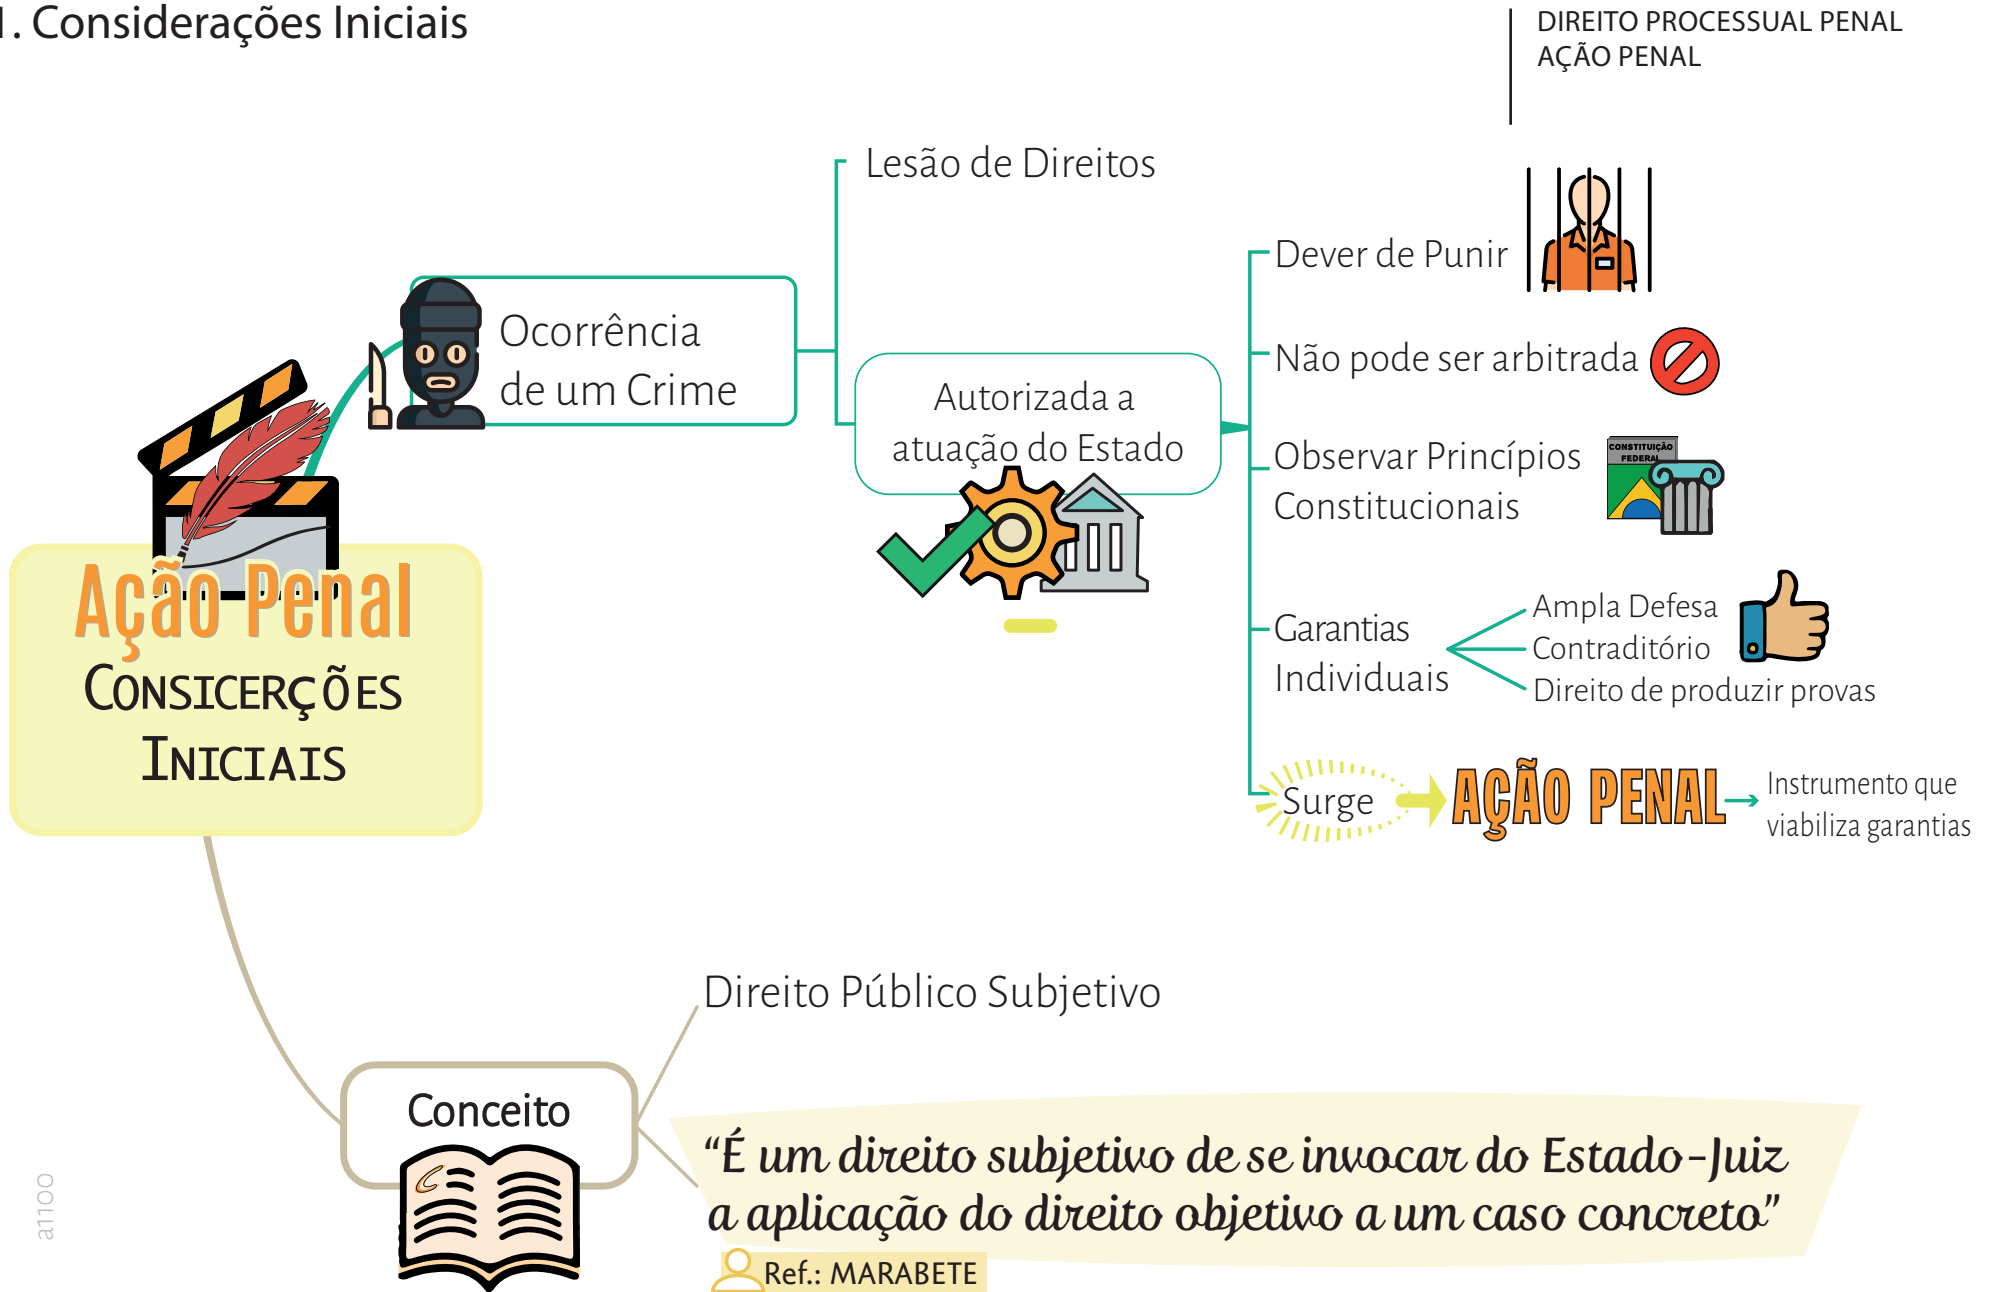 1. Considerações Iniciais
DIREITO PROCESSUAL PENAL
AÇÃO PENAL
Lesão de Direitos
Ocorrência
de um Crime
Autorizada a
atuação do Estado
Dever de Punir
Não pode ser arbitrada
Observar Princípios
Constitucionais
CONSTITUIÇÃO
FEDERAL
Garantias
Individuais
Ampla Defesa
Contraditório
Direito de produzir provas
Surge
AÇÃO PENAL
Instrumento que
viabiliza garantias
Ação Penal
CONSICERÇÕES
INICIAIS
Conceito
Direito Público Subjetivo
“É um direito subjetivo de se invocar do Estado-Juiz
a aplicação do direito objetivo a um caso concreto”
Ref.: MARABETE
a1100